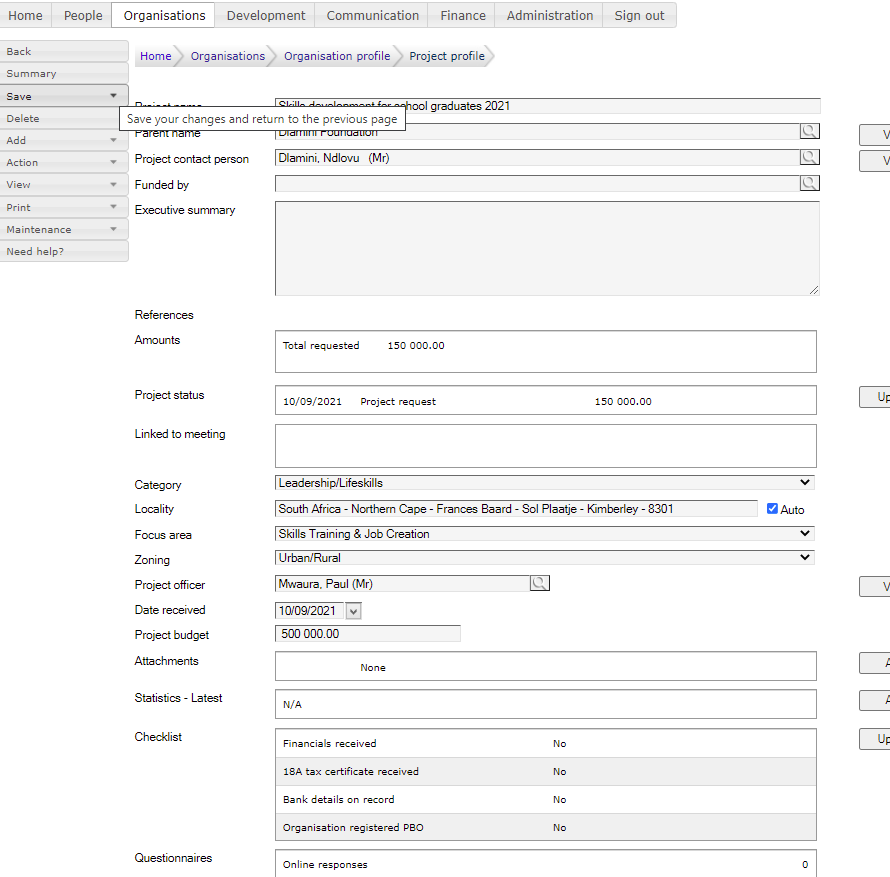 Home People Organisations Development Communication Finance Administration Sign out
Back
Summary
Save
Delete
Add
Action
View
Print
Maintenance
Need help?
Home Organisations Organisation profile Project profile
Project name Skills development for school graduates 2021
Save your changes and return to the previous page
Parent name Dlamini Foundation V
Project contact person Dlamini, Ndlovu (Mr) V
Funded by
Executive summary
References
Amounts Total requested 150 000.00
Project status 10/09/2021 Project request 150 000.00 Up
Linked to meeting
Category Leadership/Lifeskills
Locality South Africa - Northern Cape - Frances Baard - Sol Plaatje - Kimberley - 8301 Auto
Focus area Skills Training & Job Creation
Zoning Urban/Rural
Project officer Mwaura, Paul (Mr) V
Date received 10/09/2021
Project budget 500 000.00
Attachments None A
Statistics - Latest N/A A
Checklist Financials received No Up
18A tax certificate received No
Bank details on record No
Organisation registered PBO No
Questionnaires Online responses 0